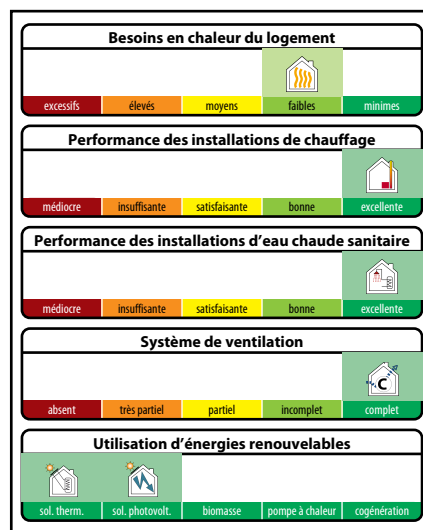 Besoins en chaleur du logement
excessifs élevés moyens faibles minimes
Performance des installations de chauffage
médiocre insuffisante satisfaisante bonne excellente
Performance des installations d'eau chaude sanitaire
médiocre insuffisante satisfaisante bonne excellente
Système de ventilation
C
absent très partiel partiel incomplet complet
Utilisation d'énergies renouvelables
sol. therm. sol. photovolt. biomasse pompe à chaleur cogénération